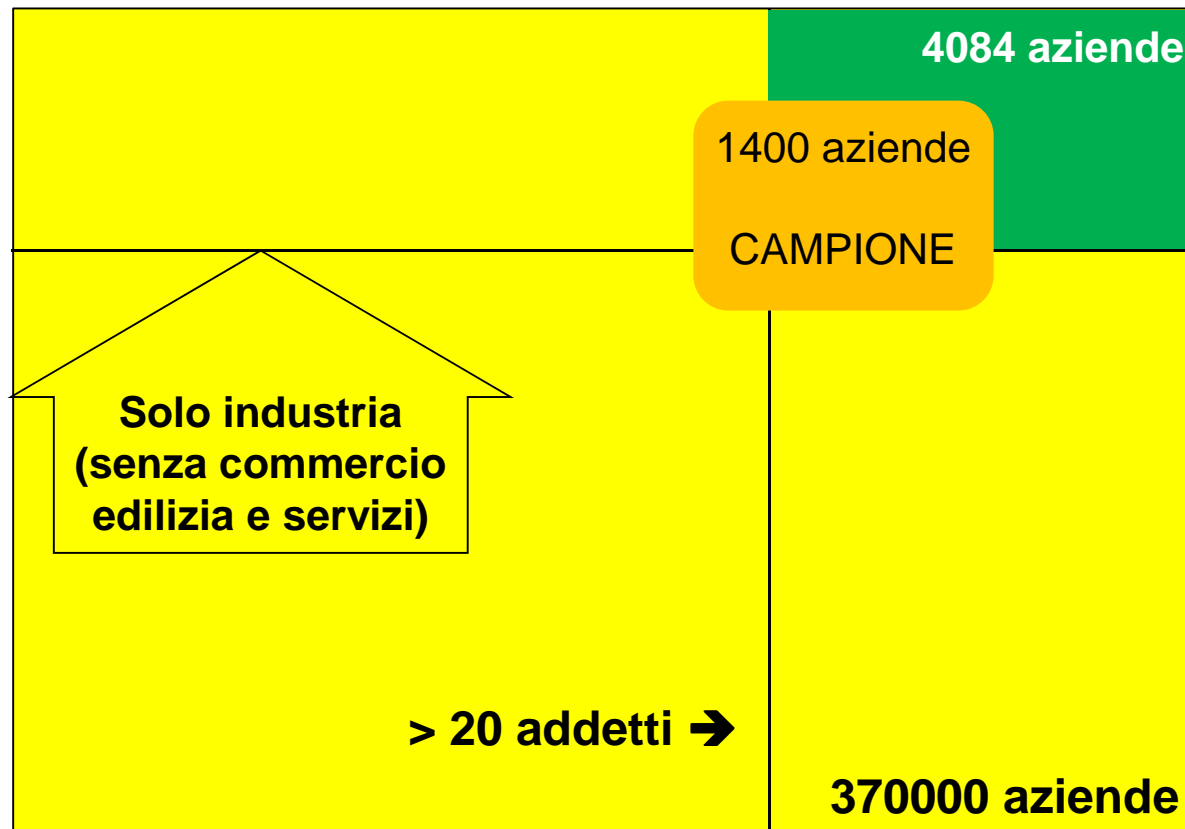 4084 aziende
1400 aziende
CAMPIONE
Solo industria
(senza commercio
edilizia e servizi)
> 20 addetti ➔
370000 aziende